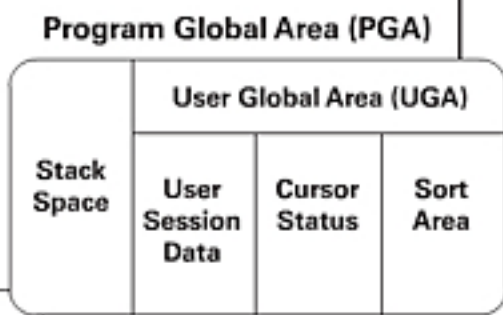 Program Global Area (PGA)
User Global Area (UGA)
Stack
Space
User
Session
Data
Cursor
Status
Sort
Area